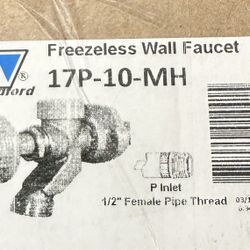 Freezeless Wall Faucet
®
17P-10-MH
P Inlet
1/2" Female Pipe Thread